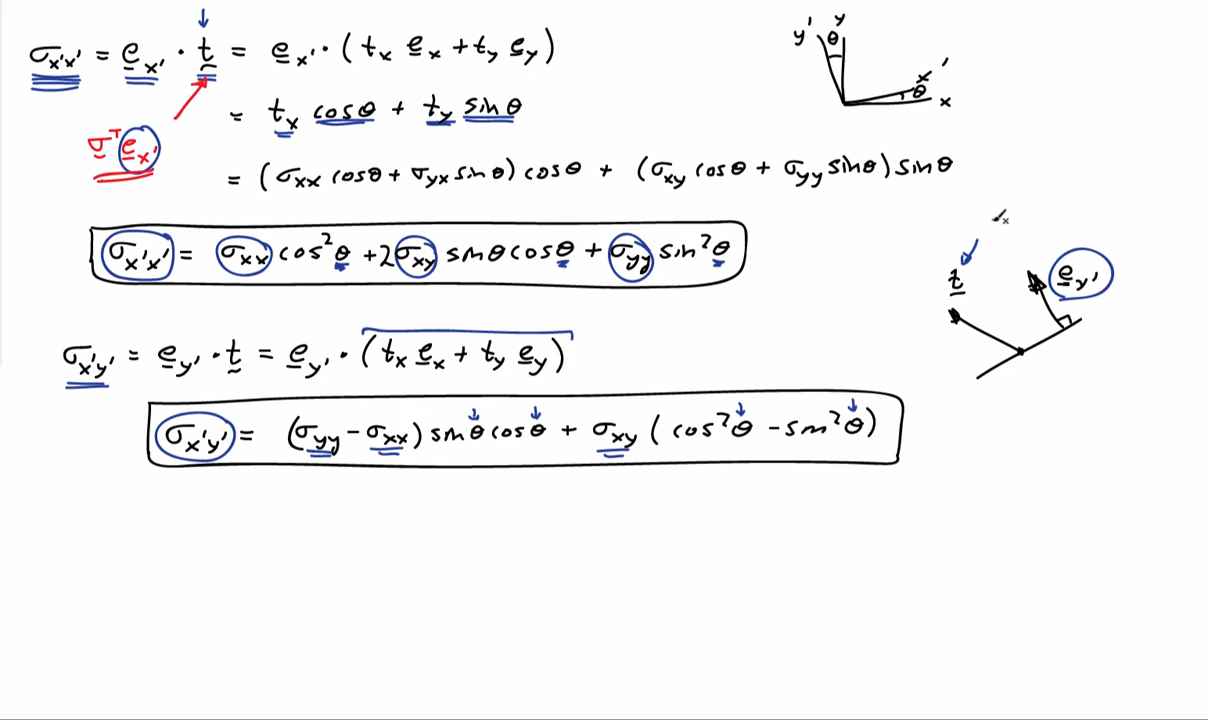 σx'x' = ex' · t = ex' · (tx ex + ty ey)
= tx cosθ + ty sinθ
σᵀ ex'
= (σxx cosθ + σyx sinθ) cosθ + (σxy cosθ + σyy sinθ) sinθ
σx'x' = σxx cos²θ + 2σxy sinθ cosθ + σyy sin²θ
σx'y' = ey' · t = ey' · (tx ex + ty ey)
σx'y' = (σyy − σxx) sinθ cosθ + σxy (cos²θ − sin²θ)
y' y
θ
x'
θ
x
t
ey'